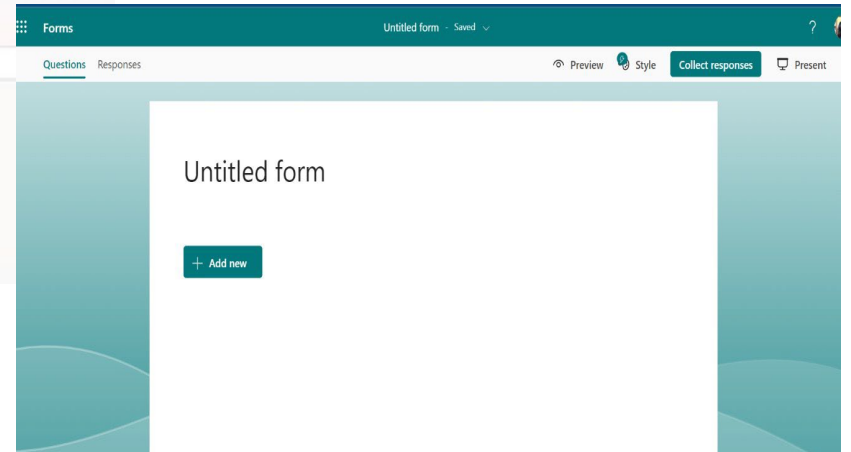 Forms
Untitled form - Saved
?
Questions Responses
Preview Style Collect responses Present
Untitled form
+ Add new